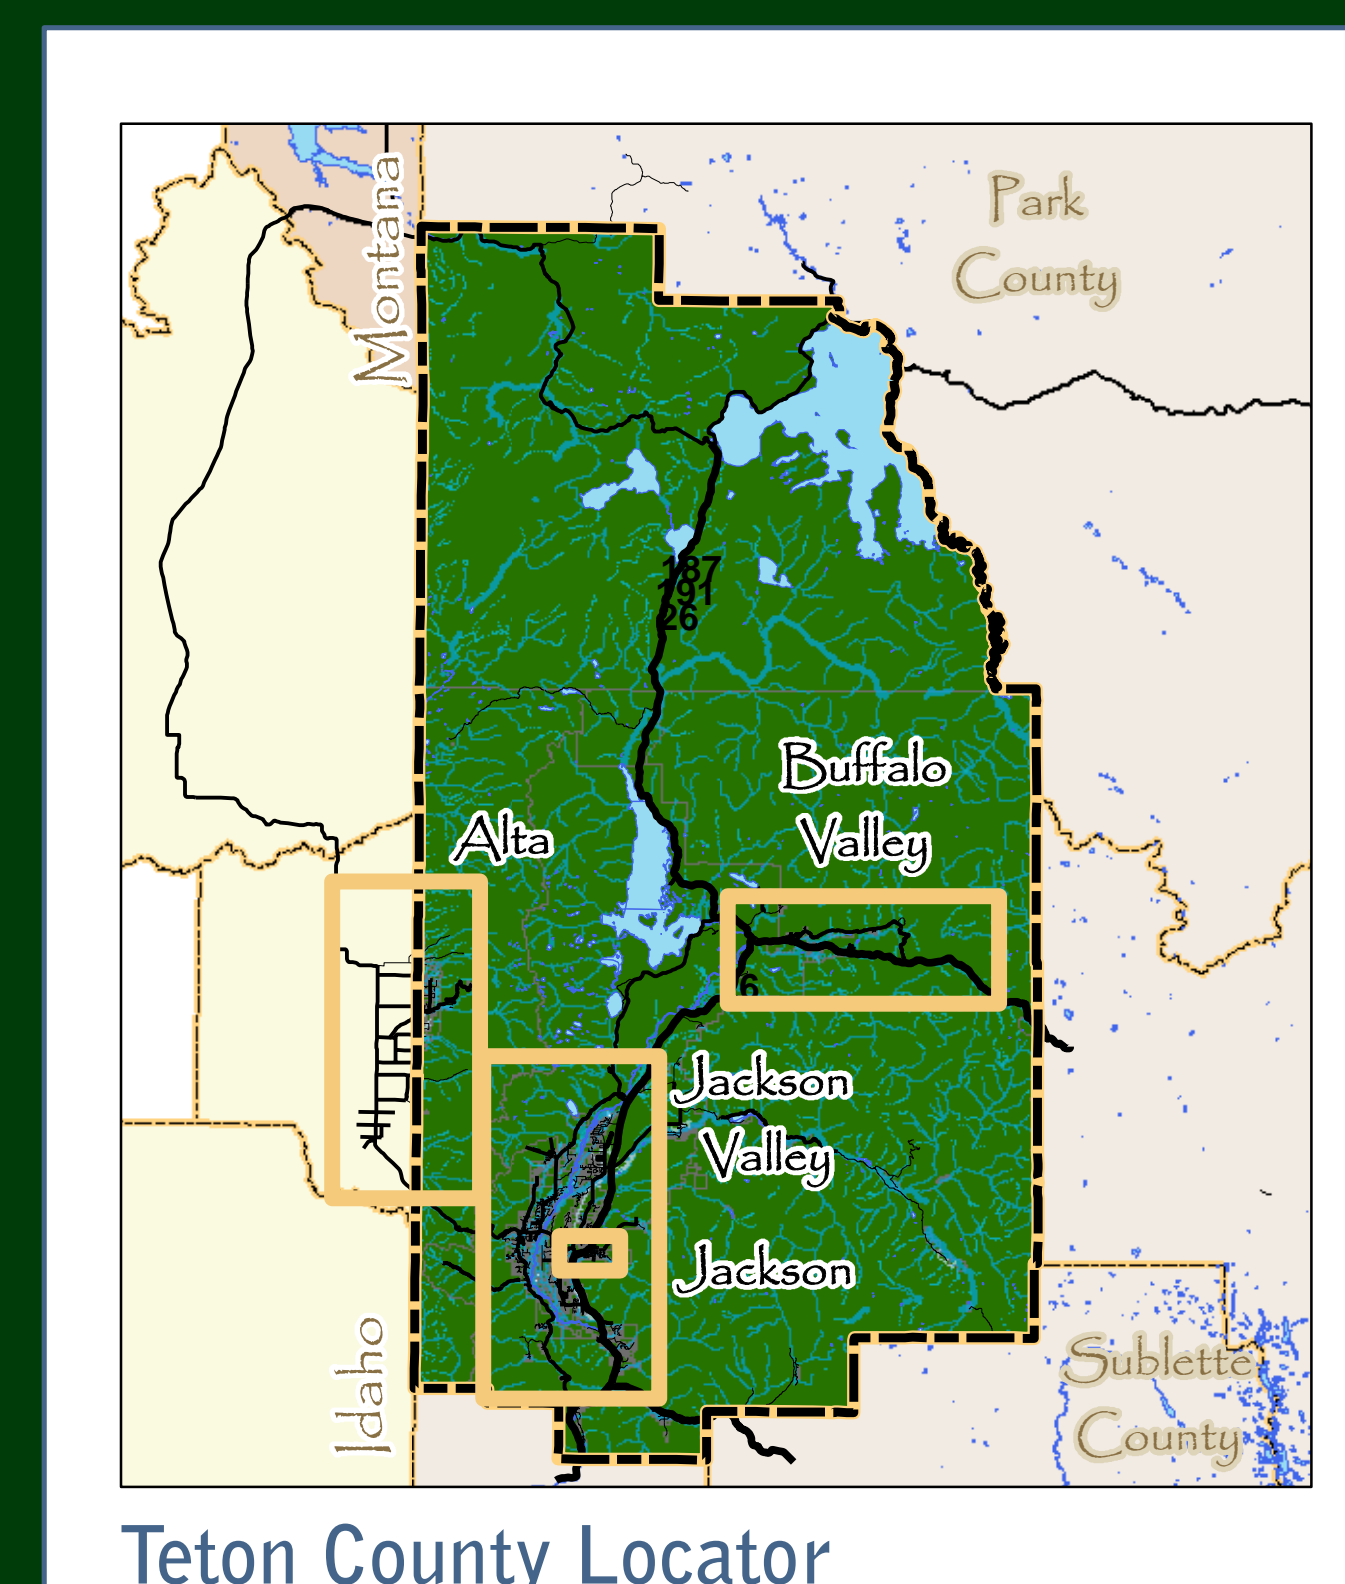 Montana
Park
County
187
191
26
Buffalo
Valley
Alta
6
Jackson
Valley
Jackson
Idaho
Sublette
County
Teton County Locator